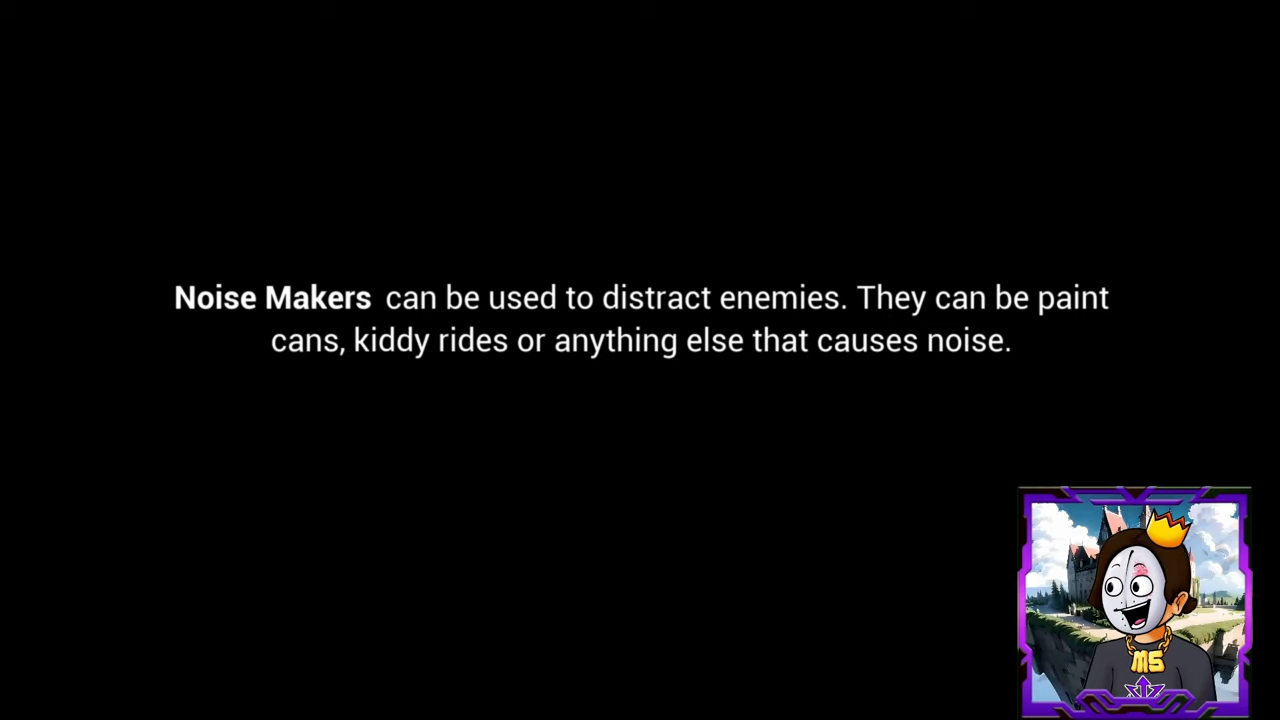 Noise Makers can be used to distract enemies. They can be paint
cans, kiddy rides or anything else that causes noise.
MS